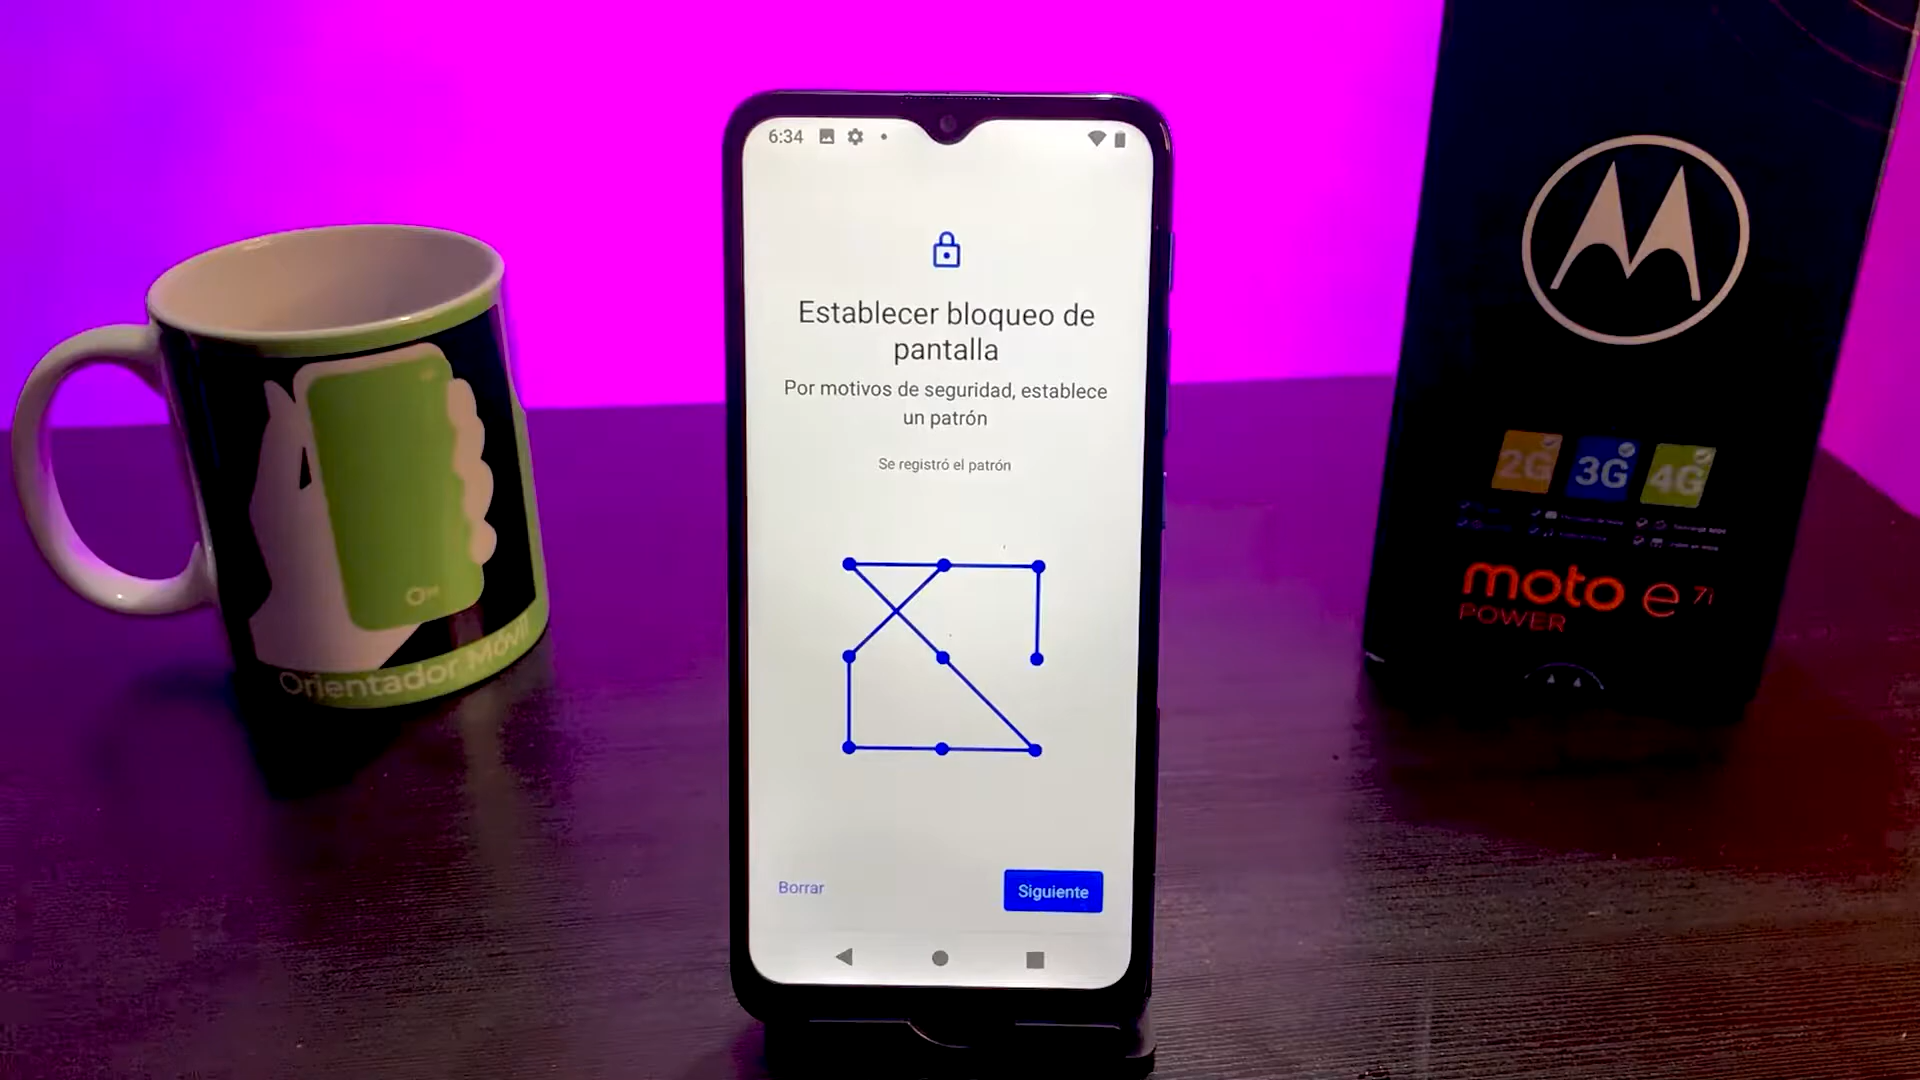 6:34
Establecer bloqueo de
pantalla
Por motivos de seguridad, establece
un patrón
Se registró el patrón
Borrar
Siguiente
Orientador Móvil
2G 3G 4G
moto e 7i
POWER